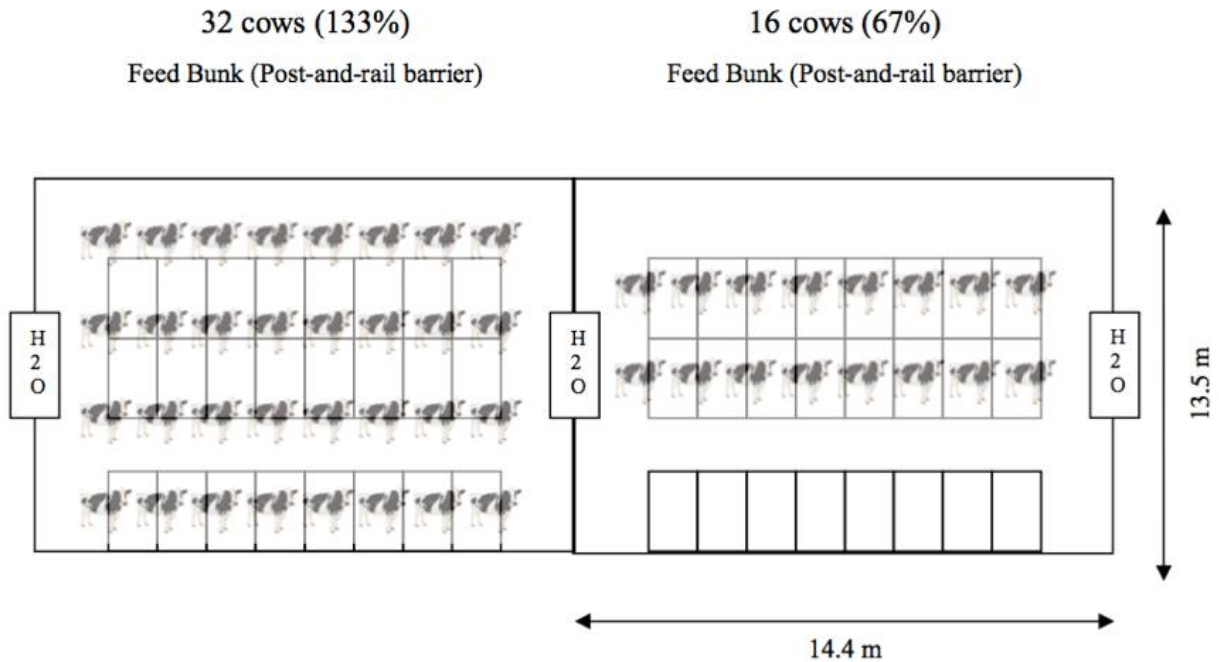 32 cows (133%)
Feed Bunk (Post-and-rail barrier)
16 cows (67%)
Feed Bunk (Post-and-rail barrier)
H
2
O
H
2
O
H
2
O
13.5 m
14.4 m